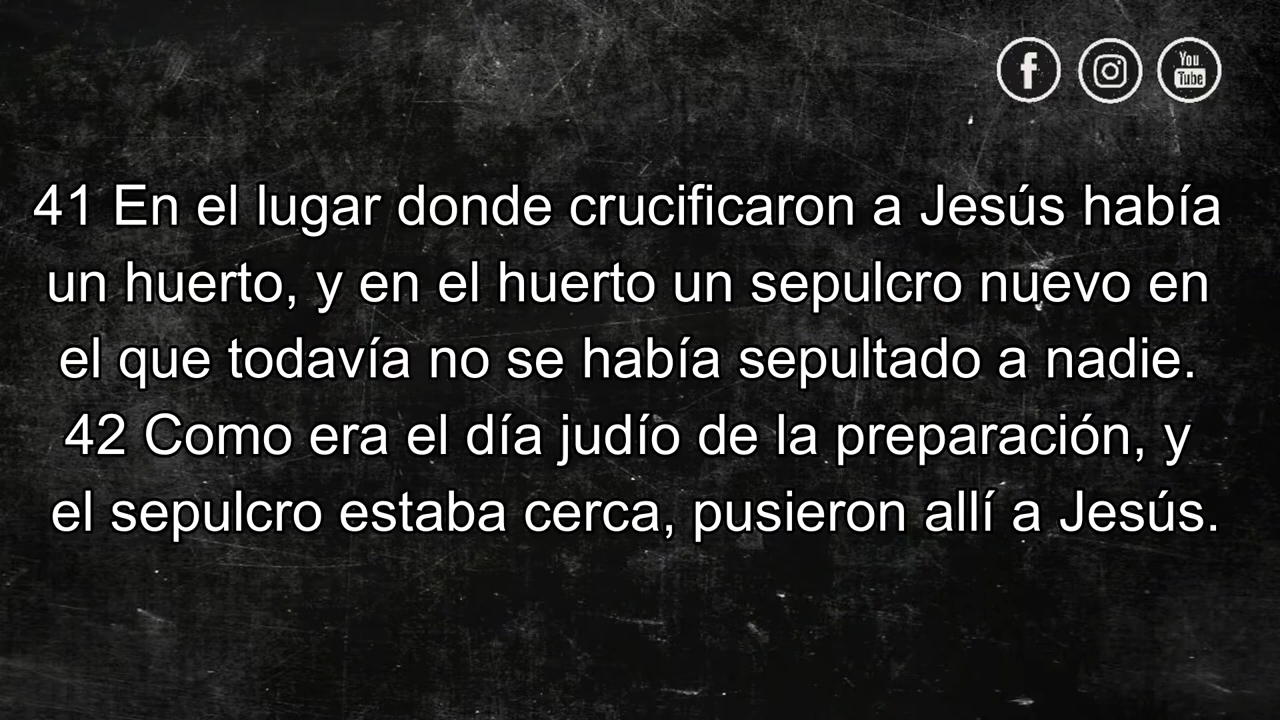 You
Tube
41 En el lugar donde crucificaron a Jesús había
un huerto, y en el huerto un sepulcro nuevo en
el que todavía no se había sepultado a nadie.
42 Como era el día judío de la preparación, y
el sepulcro estaba cerca, pusieron allí a Jesús.